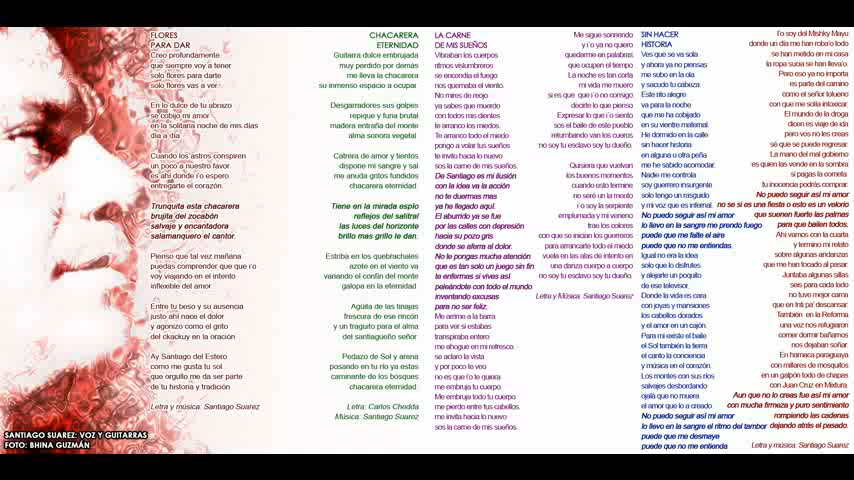 FLORES
PARA DAR
Creo profundamente
que siempre voy a tener
solo flores para darte
solo flores vas a ver
En lo dulce de tu abrazo
se cobijo mi amor
en la solitaria noche de mis días
día a día
Cuando los astros conspiren
un poco a nuestro favor
es ahí donde i'o espero
entregarte el corazón.
Trunquita esta chacarera
brujita del zocabón
salvaje y encantadora
salamanquero el cantor.
Pienso que tal vez mañana
puedas comprender que que i'o
voy viajando en el intento
inflexible del amor
Entre tu beso y su ausencia
justo ahí nace el dolor
y agonizo como el grito
del ckackuy en la oración
Ay Santiago del Estero
como me gusta tu sol
que orgullo me da ser parte
de tu historia y tradición
Letra y música: Santiago Suarez
SANTIAGO SUAREZ: VOZ Y GUITARRAS
FOTO: BHINA GUZMÁN
CHACARERA
ETERNIDAD
Guitarra dulce embrujada
muy perdido por demás
me lleva la chacarera
su inmenso espacio a ocupar.
Desgarradores sus golpes
repique y furia brutal
madera entraña del monte
alma sonora vegetal
Catrera de amor y tientos
dispone mi sangre y sal
me anuda gritos fundidos
chacarera eternidad
Tiene en la mirada espio
reflejos del salitral
las luces del horizonte
brillo mas grillo le dan.
Estriba en los quebrachales
azote en el viento va
variando el confín del monte
galopa en la eternidad
Agüita de las tinajas
frescura de ese rincón
y un traguito para el alma
del santiagueño señor
Pedazo de Sol y arena
posando en tu río ya estas
caminante de los bosques
chacarera eternidad
Letra: Carlos Chedda
Música: Santiago Suarez
LA CARNE
DE MIS SUEÑOS
Vibraban los cuerpos
ritmos vislumbreros
se encendía el fuego
nos quemaba el viento.
No mires de reojo
ya sabes que muerdo
con todos mis dientes
te arranco los miedos.
Te arranco todo el miedo
pongo a volar tus sueños
te invito hacia lo nuevo
sos la carne de mis sueños.
De Santiago es mi ilusión
con la idea va la acción
no te duermas mas
ya he llegado aquí.
El aburrido ya se fue
por las calles con depresión
hacia su pozo gris
donde se aferra al dolor.
No le pongas mucha atención
que es tan solo un juego sin fin
te enfermas si vives así
peleándote con todo el mundo
inventando excusas
para no ser feliz.
Me arrime a la barra
para ver si estabas
transpiraba entero
me ahogue en mi refresco.
se aclaro la vista
y por poco te veo
no es que i'o te quiera
me embruja tu cuerpo.
Me embruja todo tu cuerpo
me pierdo entre tus cabellos.
me invita hacia lo nuevo
sos la carne de mis sueños.
Me sigue sonriendo
y i'o ya no quiero
quedarme en palabras
que ocupen el tiempo
La noche es tan corta
mi vida me muero
si es que que i'o no consigo
decirte lo que pienso
Expresar lo que i'o siento
sos el baile de este pueblo
retumbando van los cueros
no soy tu esclavo soy tu dueño.
Quisiera que vuelvan
los buenos momentos
cuando esto termine
no seré un la mento
i'o soy la serpiente
emplumada y mi veneno
trae los colores
con que se inician los guerreros
para arrancarte todo el miedo
vuela en las alas de intento en
una danza cuerpo a cuerpo
no soy tu esclavo soy tu dueño
Letra y Música: Santiago Suarez
SIN HACER
HISTORIA
Ves que se va sola
y ahora ya no piensas
me subo en la ola
y sacudo tu cabeza
Este rito alegre
va para la noche
que me ha cobijado
en su vientre maternal.
He dormido en la calle
sin hacer historia
en alguna u otra peña
me he sabido acomodar.
Nadie me controla
soy guerrero insurgente
solo tengo un rasguido
y mi voz que es infernal.
No puedo seguir así mi amor
lo llevo en la sangre me prendo fuego
puede que me falte el aire
puede que no me entiendas.
Igual no era la idea
solo que lo disfrutes
y alejarte un poquito
de ese televisor.
Donde la vida es cara
con joyas y mansiones
los cabellos dorados
y el amor en un cajón.
Para mi existe el baile
el Sol también la tierra
el canto la conciencia
y música en el corazón.
Los montes con sus ríos
salvajes desbordando
ojalá que no muera
el amor que lo a creado
No puedo seguir así mi amor
lo llevo en la sangre el ritmo del tambor
puede que me desmaye
puede que no me entienda
I'o soy del Mishky Mayu
donde un día me han roba'o todo
se han metido en mi casa
la ropa sucia se han lleva'o.
Pero eso ya no importa
es parte del camino
como el señor tolueno
con que me solía intoxicar.
El mundo de la droga
dicen es viaje de ida
pero vos no les creas
sé que se puede regresar.
La mano del mal gobierno
es quien las vende en la sombra
si pagas la cometa
tu inocencia podrás comprar.
No puedo seguir así mi amor
no se si es una fiesta o esto es un velorio
que suenen fuerte las palmas
para que bailen todos.
Ahí vamos con la cuarta
y termino mi relato
sobre algunas andanzas
que me han tocado al pasar.
Juntaba algunas sillas
seis para cada lado
no tuve mejor cama
que en Inti pa' descansar.
También en la Reforma
una vez nos refugiaron
comer dormir bañarnos
nos dejaban soñar.
En hamaca paraguaya
con millares de mosquitos
en un galpón todo de chapas
con Juan Cruz en Mixtura.
Aun que no lo creas fue así mi amor
con mucha firmeza y puro sentimiento
rompiendo las cadenas
dejando atrás el pasado.
Letra y música: Santiago Suarez